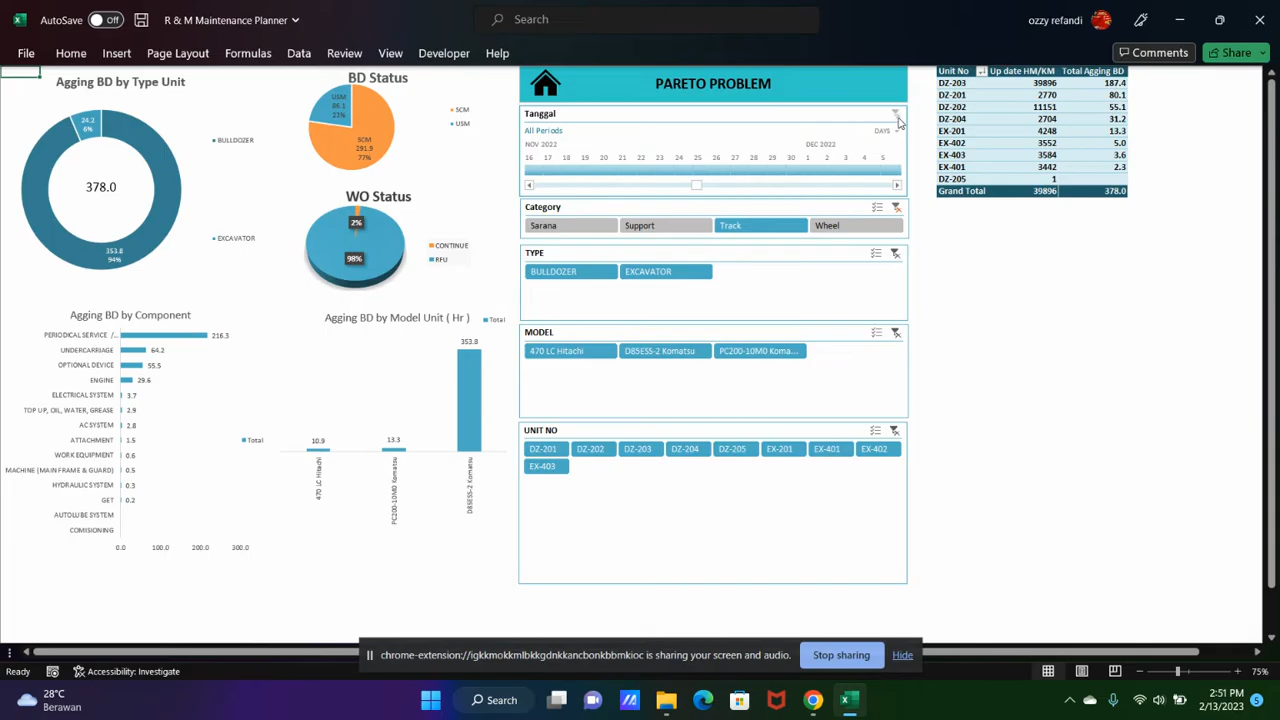 AutoSave Off R & M Maintenance Planner Search ozzy refandi
File Home Insert Page Layout Formulas Data Review View Developer Help Comments Share
Agging BD by Type Unit
24.2
6%
378.0
353.8
94%
BULLDOZER
EXCAVATOR
BD Status
USM
86.1
23%
SCM
291.9
77%
SCM
USM
WO Status
2%
98%
CONTINUE
RFU
Agging BD by Component
PERIODICAL SERVICE /... 216.3
UNDERCARRIAGE 64.2
OPTIONAL DEVICE 55.5
ENGINE 29.6
ELECTRICAL SYSTEM 3.7
TOP UP, OIL, WATER, GREASE 2.9
AC SYSTEM 2.8
ATTACHMENT 1.5
WORK EQUIPMENT 0.6
MACHINE (MAIN FRAME & GUARD) 0.5
HYDRAULIC SYSTEM 0.3
GET 0.2
AUTOLUBE SYSTEM
COMISIONING
0.0 100.0 200.0 300.0
Total
Agging BD by Model Unit ( Hr )
Total
10.9 13.3 353.8
470 LC Hitachi
PC200-10M0 Komatsu
D85ESS-2 Komatsu
PARETO PROBLEM
Tanggal
All Periods DAYS
NOV 2022 DEC 2022
16 17 18 19 20 21 22 23 24 25 26 27 28 29 30 1 2 3 4 5
Category
Sarana Support Track Wheel
TYPE
BULLDOZER EXCAVATOR
MODEL
470 LC Hitachi D85ESS-2 Komatsu PC200-10M0 Koma...
UNIT NO
DZ-201 DZ-202 DZ-203 DZ-204 DZ-205 EX-201 EX-401 EX-402
EX-403
Unit No Up date HM/KM Total Agging BD
DZ-203 39896 187.4
DZ-201 2770 80.1
DZ-202 11151 55.1
DZ-204 2704 31.2
EX-201 4248 13.3
EX-402 3552 5.0
EX-403 3584 3.6
EX-401 3442 2.3
DZ-205 1
Grand Total 39896 378.0
chrome-extension://igkkmokkmlbkkgdnkkancbonkbbmkioc is sharing your screen and audio. Stop sharing Hide
Ready Accessibility: Investigate 75%
28°C
Berawan
Search
2:51 PM
2/13/2023